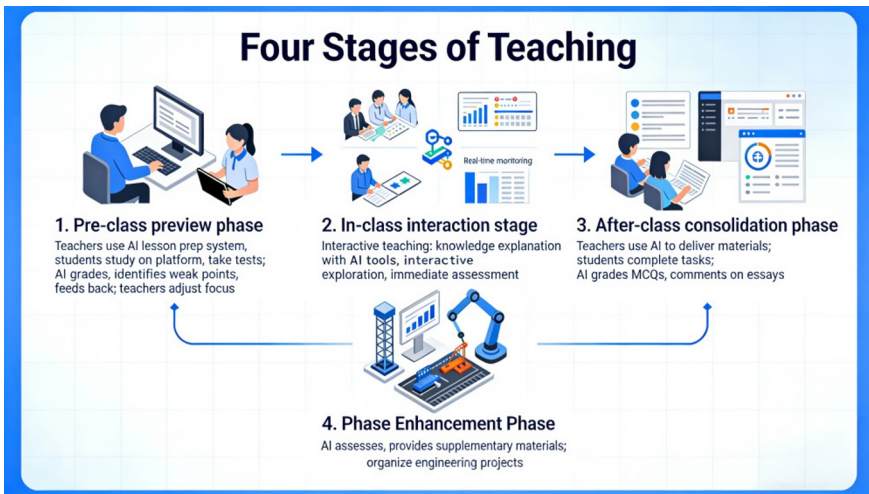 Four Stages of Teaching
Real-time monitoring
1. Pre-class preview phase
Teachers use AI lesson prep system,
students study on platform, take tests;
AI grades, identifies weak points,
feeds back; teachers adjust focus
2. In-class interaction stage
Interactive teaching: knowledge explanation
with AI tools, interactive
exploration, immediate assessment
3. After-class consolidation phase
Teachers use AI to deliver materials;
students complete tasks;
AI grades MCQs, comments on essays
4. Phase Enhancement Phase
AI assesses, provides supplementary materials;
organize engineering projects